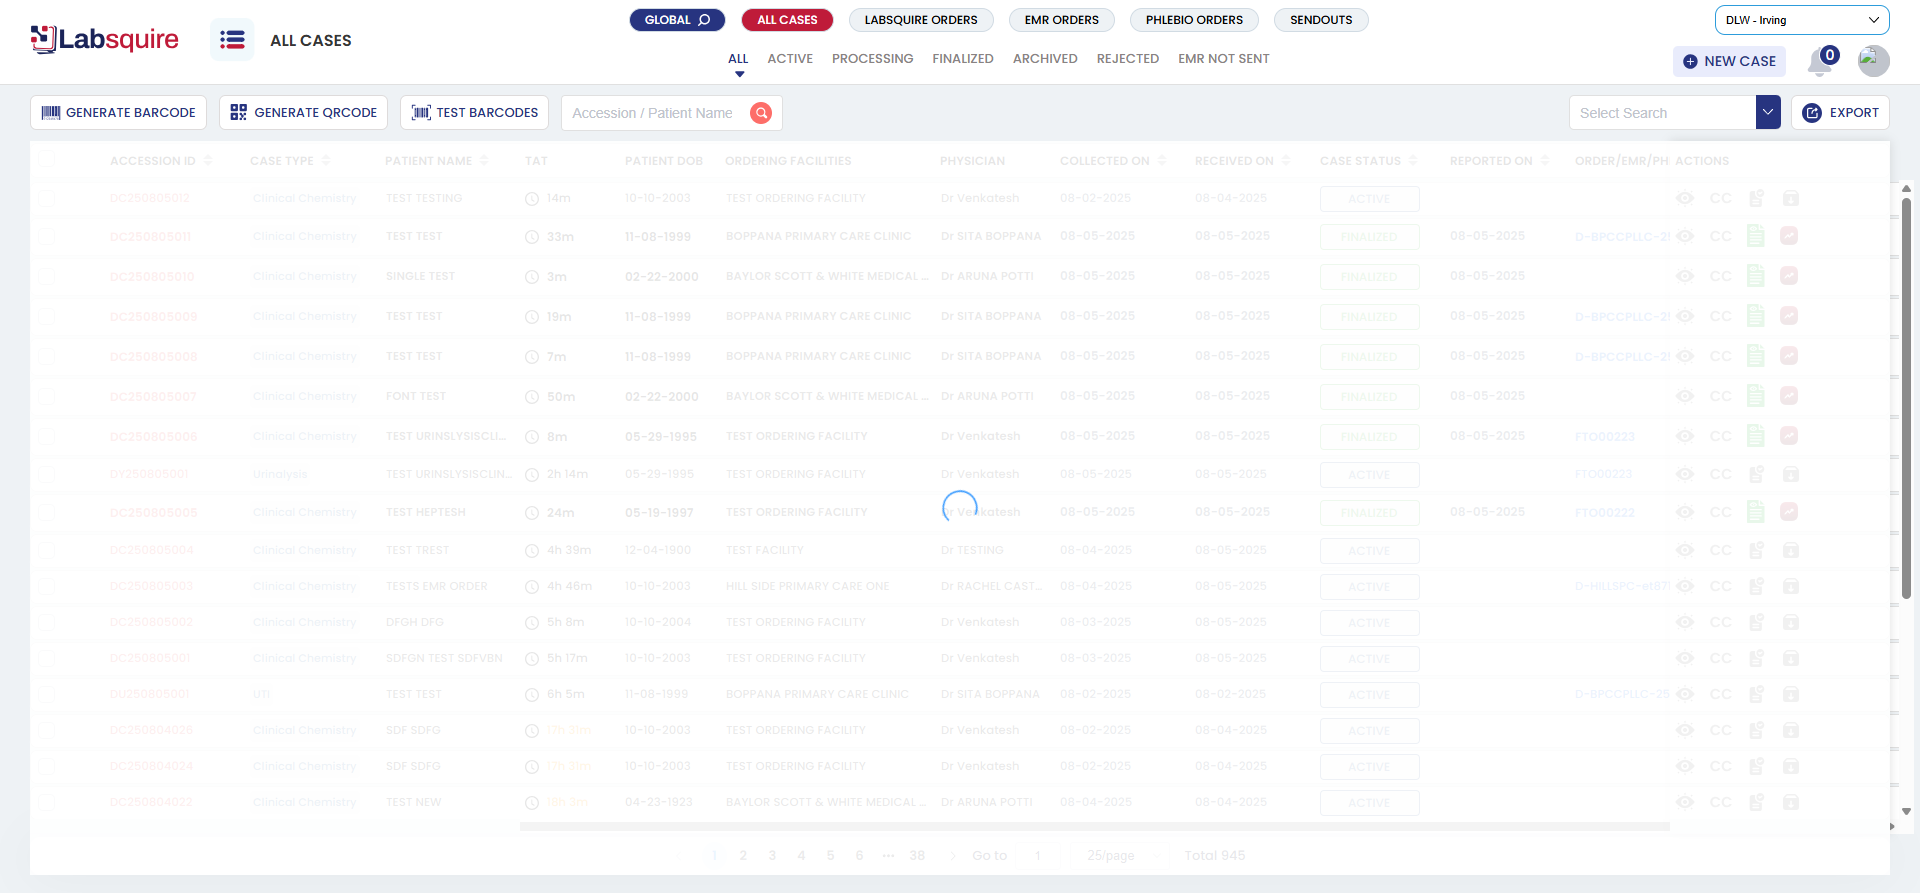 Labsquire
ALL CASES
GLOBAL
ALL CASES
LABSQUIRE ORDERS
EMR ORDERS
PHLEBIO ORDERS
SENDOUTS
DLW - Irving
ALL
ACTIVE
PROCESSING
FINALIZED
ARCHIVED
REJECTED
EMR NOT SENT
NEW CASE
0
GENERATE BARCODE
GENERATE QRCODE
TEST BARCODES
Accession / Patient Name
Select Search
EXPORT
ACCESSION ID CASE TYPE PATIENT NAME TAT PATIENT DOB ORDERING FACILITIES PHYSICIAN COLLECTED ON RECEIVED ON CASE STATUS REPORTED ON ORDER/EMR/PH ACTIONS
DC250805012 Clinical Chemistry TEST TESTING 14m 10-10-2003 TEST ORDERING FACILITY Dr Venkatesh 08-02-2025 08-04-2025 ACTIVE CC
DC250805011 Clinical Chemistry TEST TEST 33m 11-08-1999 BOPPANA PRIMARY CARE CLINIC Dr SITA BOPPANA 08-05-2025 08-05-2025 FINALIZED 08-05-2025 D-BPCCPLLC-25 CC
DC250805010 Clinical Chemistry SINGLE TEST 3m 02-22-2000 BAYLOR SCOTT & WHITE MEDICAL ... Dr ARUNA POTTI 08-05-2025 08-05-2025 FINALIZED 08-05-2025 CC
DC250805009 Clinical Chemistry TEST TEST 19m 11-08-1999 BOPPANA PRIMARY CARE CLINIC Dr SITA BOPPANA 08-05-2025 08-05-2025 FINALIZED 08-05-2025 D-BPCCPLLC-25 CC
DC250805008 Clinical Chemistry TEST TEST 7m 11-08-1999 BOPPANA PRIMARY CARE CLINIC Dr SITA BOPPANA 08-05-2025 08-05-2025 FINALIZED 08-05-2025 D-BPCCPLLC-25 CC
DC250805007 Clinical Chemistry FONT TEST 50m 02-22-2000 BAYLOR SCOTT & WHITE MEDICAL ... Dr ARUNA POTTI 08-05-2025 08-05-2025 FINALIZED 08-05-2025 CC
DC250805006 Clinical Chemistry TEST URINSLYSISCLI... 8m 05-29-1995 TEST ORDERING FACILITY Dr Venkatesh 08-05-2025 08-05-2025 FINALIZED 08-05-2025 FTO00223 CC
DY250805001 Urinalysis TEST URINSLYSISCLIN... 2h 14m 05-29-1995 TEST ORDERING FACILITY Dr Venkatesh 08-05-2025 08-05-2025 ACTIVE FTO00223 CC
DC250805005 Clinical Chemistry TEST HEPTESH 24m 05-19-1997 TEST ORDERING FACILITY Dr Venkatesh 08-05-2025 08-05-2025 FINALIZED 08-05-2025 FTO00222 CC
DC250805004 Clinical Chemistry TEST TREST 4h 39m 12-04-1900 TEST FACILITY Dr TESTING 08-04-2025 08-05-2025 ACTIVE CC
DC250805003 Clinical Chemistry TESTS EMR ORDER 4h 46m 10-10-2003 HILL SIDE PRIMARY CARE ONE Dr RACHEL CAST... 08-04-2025 08-05-2025 ACTIVE CC
DC250805002 Clinical Chemistry DFGH DFG 5h 8m 10-10-2004 TEST ORDERING FACILITY Dr Venkatesh 08-03-2025 08-05-2025 ACTIVE CC
DC250805001 Clinical Chemistry SDFGN TEST SDFVBN 5h 17m 10-10-2003 TEST ORDERING FACILITY Dr Venkatesh 08-03-2025 08-05-2025 ACTIVE CC
DU250805001 UTI TEST TEST 6h 5m 11-08-1999 BOPPANA PRIMARY CARE CLINIC Dr SITA BOPPANA 08-02-2025 08-02-2025 ACTIVE D-BPCCPLLC-25 CC
DC250804026 Clinical Chemistry SDF SDFG 17h 31m 10-10-2003 TEST ORDERING FACILITY Dr Venkatesh 08-02-2025 08-04-2025 ACTIVE CC
DC250804024 Clinical Chemistry SDF SDFG 17h 31m 10-10-2003 TEST ORDERING FACILITY Dr Venkatesh 08-02-2025 08-04-2025 ACTIVE CC
DC250804022 Clinical Chemistry TEST NEW 04-23-1923 BAYLOR SCOTT & WHITE MEDICAL ... Dr ARUNA POTTI 08-04-2025 08-04-2025 ACTIVE CC
1 2 3 4 5 6 ••• 38 Go to 1 25/page Total 945